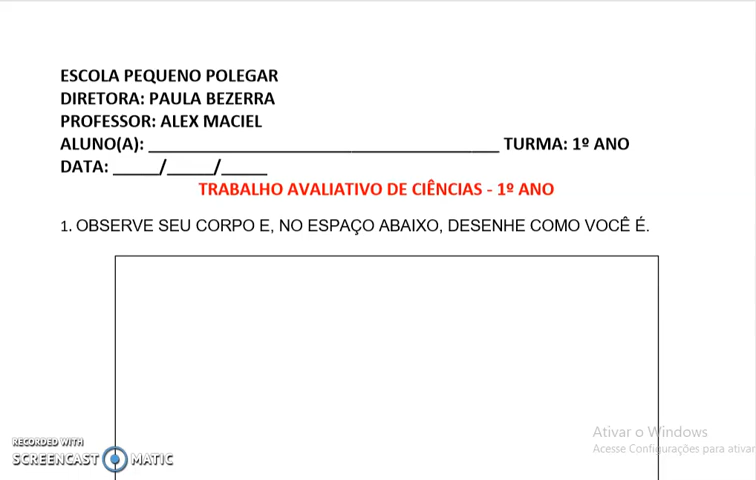 ESCOLA PEQUENO POLEGAR
DIRETORA: PAULA BEZERRA
PROFESSOR: ALEX MACIEL
ALUNO(A): ________________________________________ TURMA: 1º ANO
DATA: _____/_____/_____
TRABALHO AVALIATIVO DE CIÊNCIAS - 1º ANO
1. OBSERVE SEU CORPO E, NO ESPAÇO ABAIXO, DESENHE COMO VOCÊ É.
Ativar o Windows
Acesse Configurações para ativar
RECORDED WITH
SCREENCAST MATIC